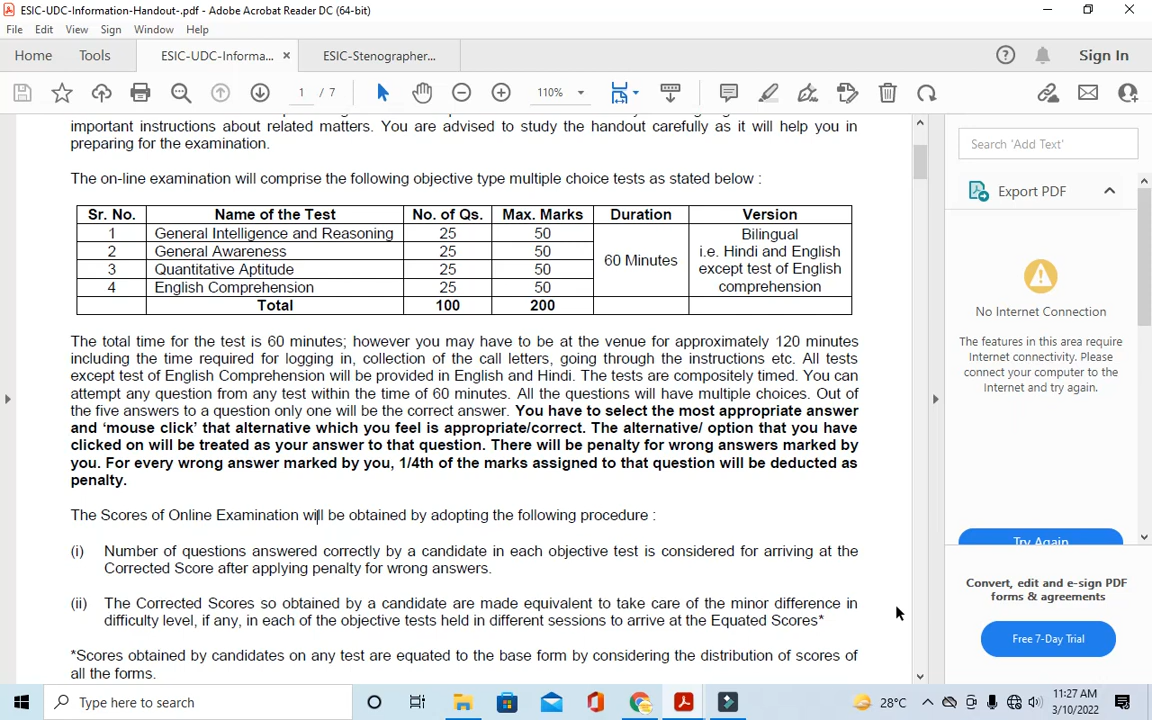 ESIC-UDC-Information-Handout-.pdf - Adobe Acrobat Reader DC (64-bit)
File Edit View Sign Window Help
Home Tools ESIC-UDC-Informa... × ESIC-Stenographer... Sign In
1 / 7 110%
important instructions about related matters. You are advised to study the handout carefully as it will help you in
preparing for the examination.
The on-line examination will comprise the following objective type multiple choice tests as stated below :
Sr. No. Name of the Test No. of Qs. Max. Marks Duration Version
1 General Intelligence and Reasoning 25 50 60 Minutes Bilingual
2 General Awareness 25 50 i.e. Hindi and English
3 Quantitative Aptitude 25 50 except test of English
4 English Comprehension 25 50 comprehension
Total 100 200
The total time for the test is 60 minutes; however you may have to be at the venue for approximately 120 minutes
including the time required for logging in, collection of the call letters, going through the instructions etc. All tests
except test of English Comprehension will be provided in English and Hindi. The tests are compositely timed. You can
attempt any question from any test within the time of 60 minutes. All the questions will have multiple choices. Out of
the five answers to a question only one will be the correct answer. You have to select the most appropriate answer
and ‘mouse click’ that alternative which you feel is appropriate/correct. The alternative/ option that you have
clicked on will be treated as your answer to that question. There will be penalty for wrong answers marked by
you. For every wrong answer marked by you, 1/4th of the marks assigned to that question will be deducted as
penalty.
The Scores of Online Examination will be obtained by adopting the following procedure :
(i) Number of questions answered correctly by a candidate in each objective test is considered for arriving at the
Corrected Score after applying penalty for wrong answers.
(ii) The Corrected Scores so obtained by a candidate are made equivalent to take care of the minor difference in
difficulty level, if any, in each of the objective tests held in different sessions to arrive at the Equated Scores*
*Scores obtained by candidates on any test are equated to the base form by considering the distribution of scores of
all the forms.
Search 'Add Text'
Export PDF
No Internet Connection
The features in this area require
Internet connectivity. Please
connect your computer to the
Internet and try again.
Try Again
Convert, edit and e-sign PDF
forms & agreements
Free 7-Day Trial
Type here to search
28°C
11:27 AM
3/10/2022